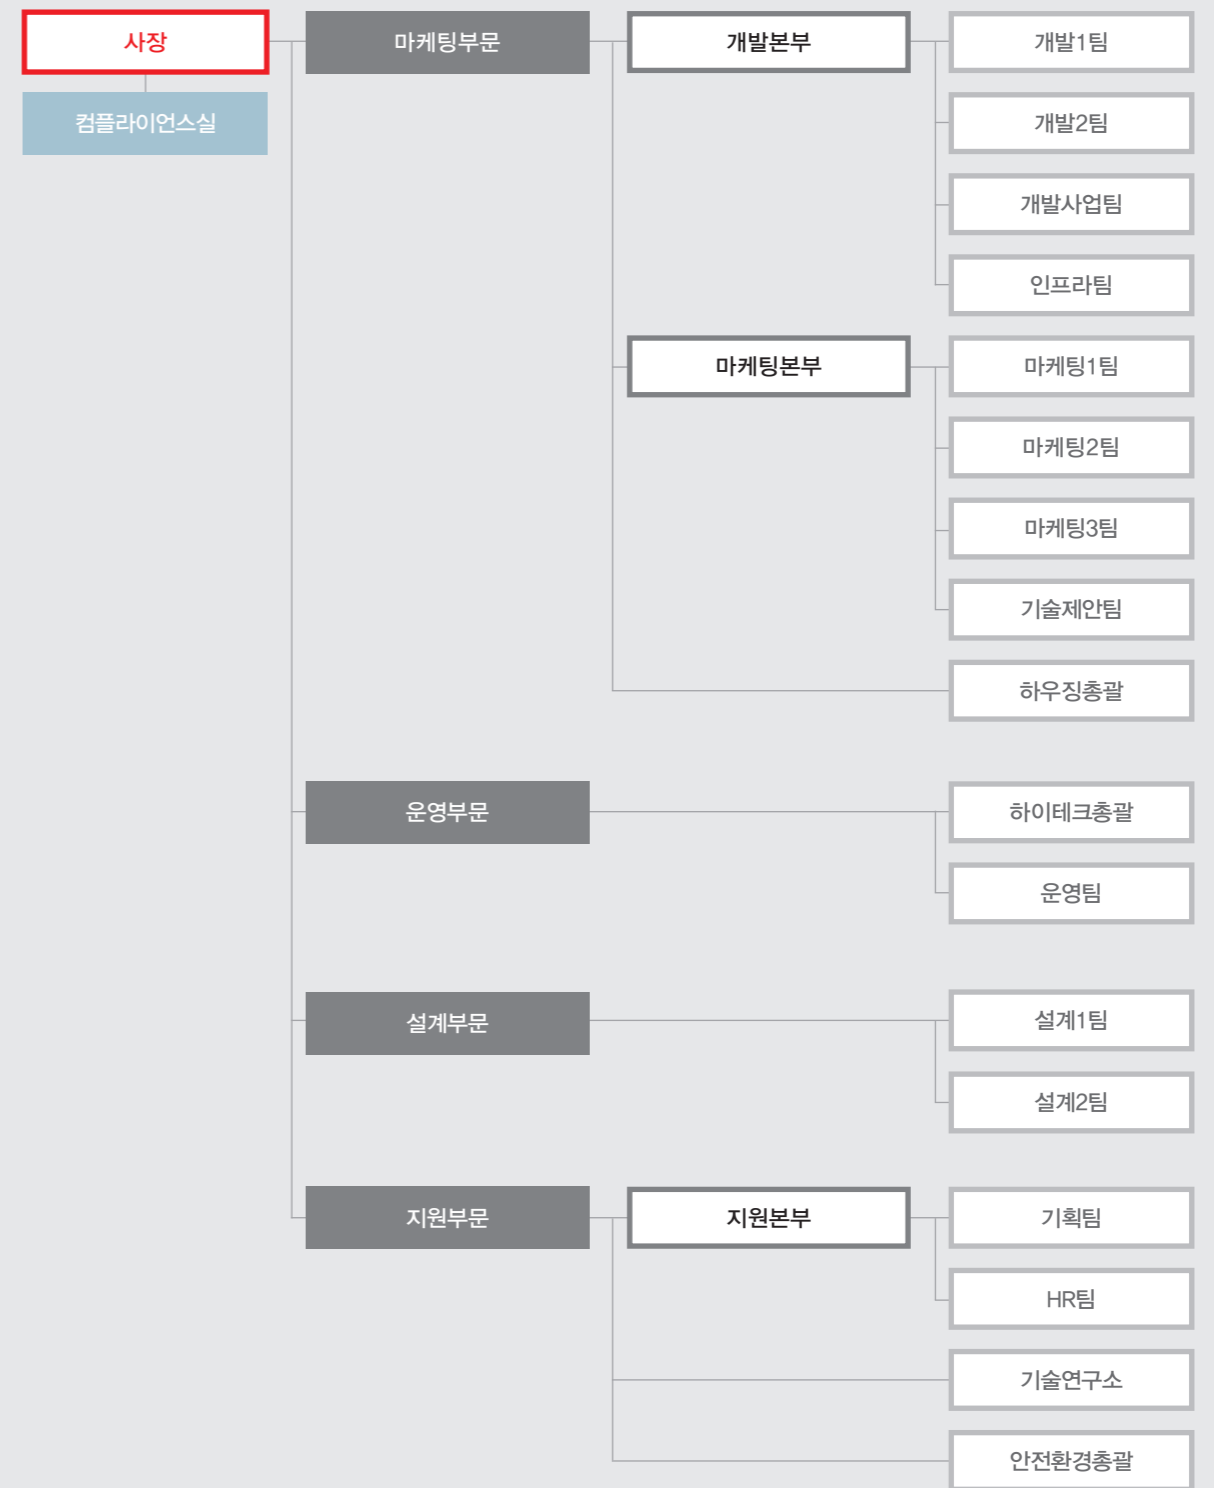 사장
컴플라이언스실
마케팅부문
개발본부
개발1팀
개발2팀
개발사업팀
인프라팀
마케팅본부
마케팅1팀
마케팅2팀
마케팅3팀
기술제안팀
하우징총괄
운영부문
하이테크총괄
운영팀
설계부문
설계1팀
설계2팀
지원부문
지원본부
기획팀
HR팀
기술연구소
안전환경총괄